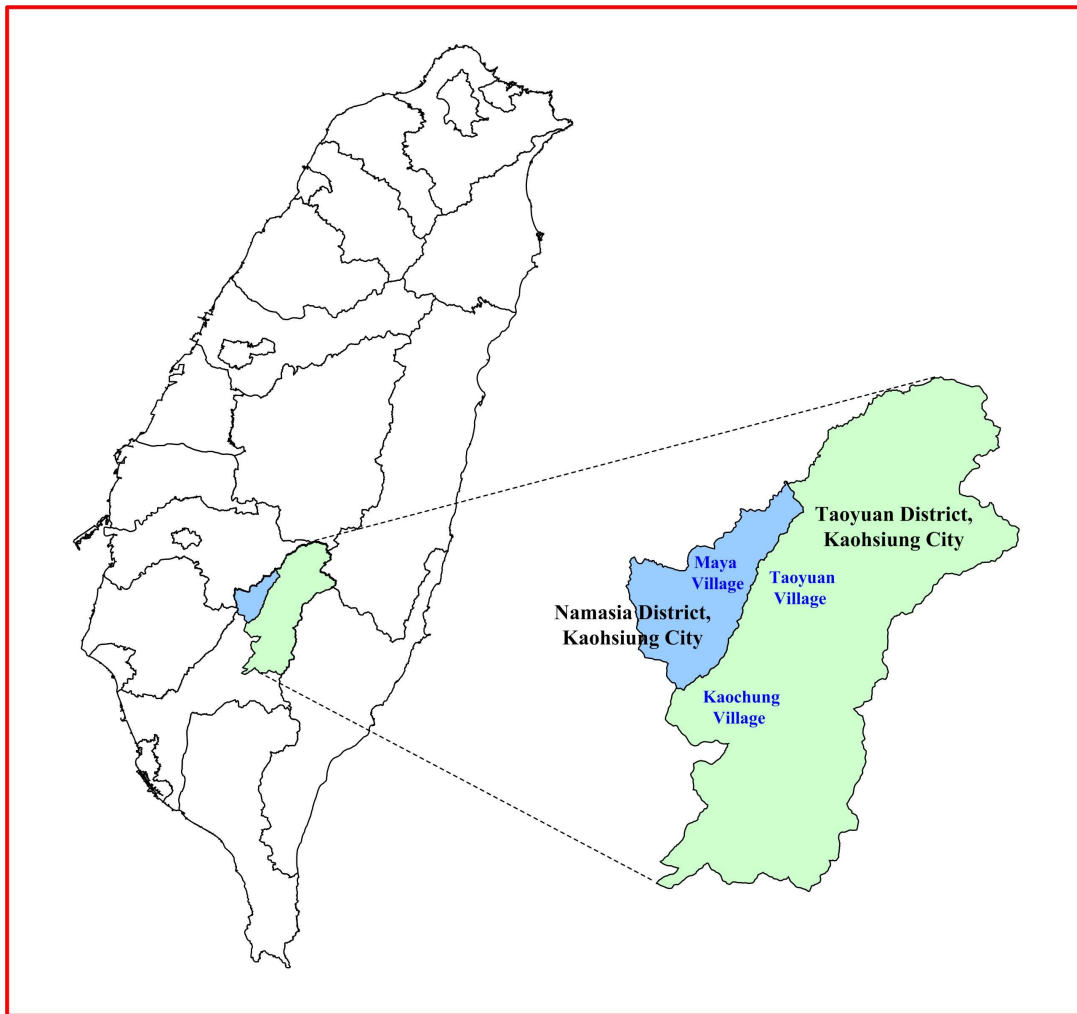 Taoyuan District,
Kaohsiung City
Maya
Village
Taoyuan
Village
Namasia District,
Kaohsiung City
Kaochung
Village